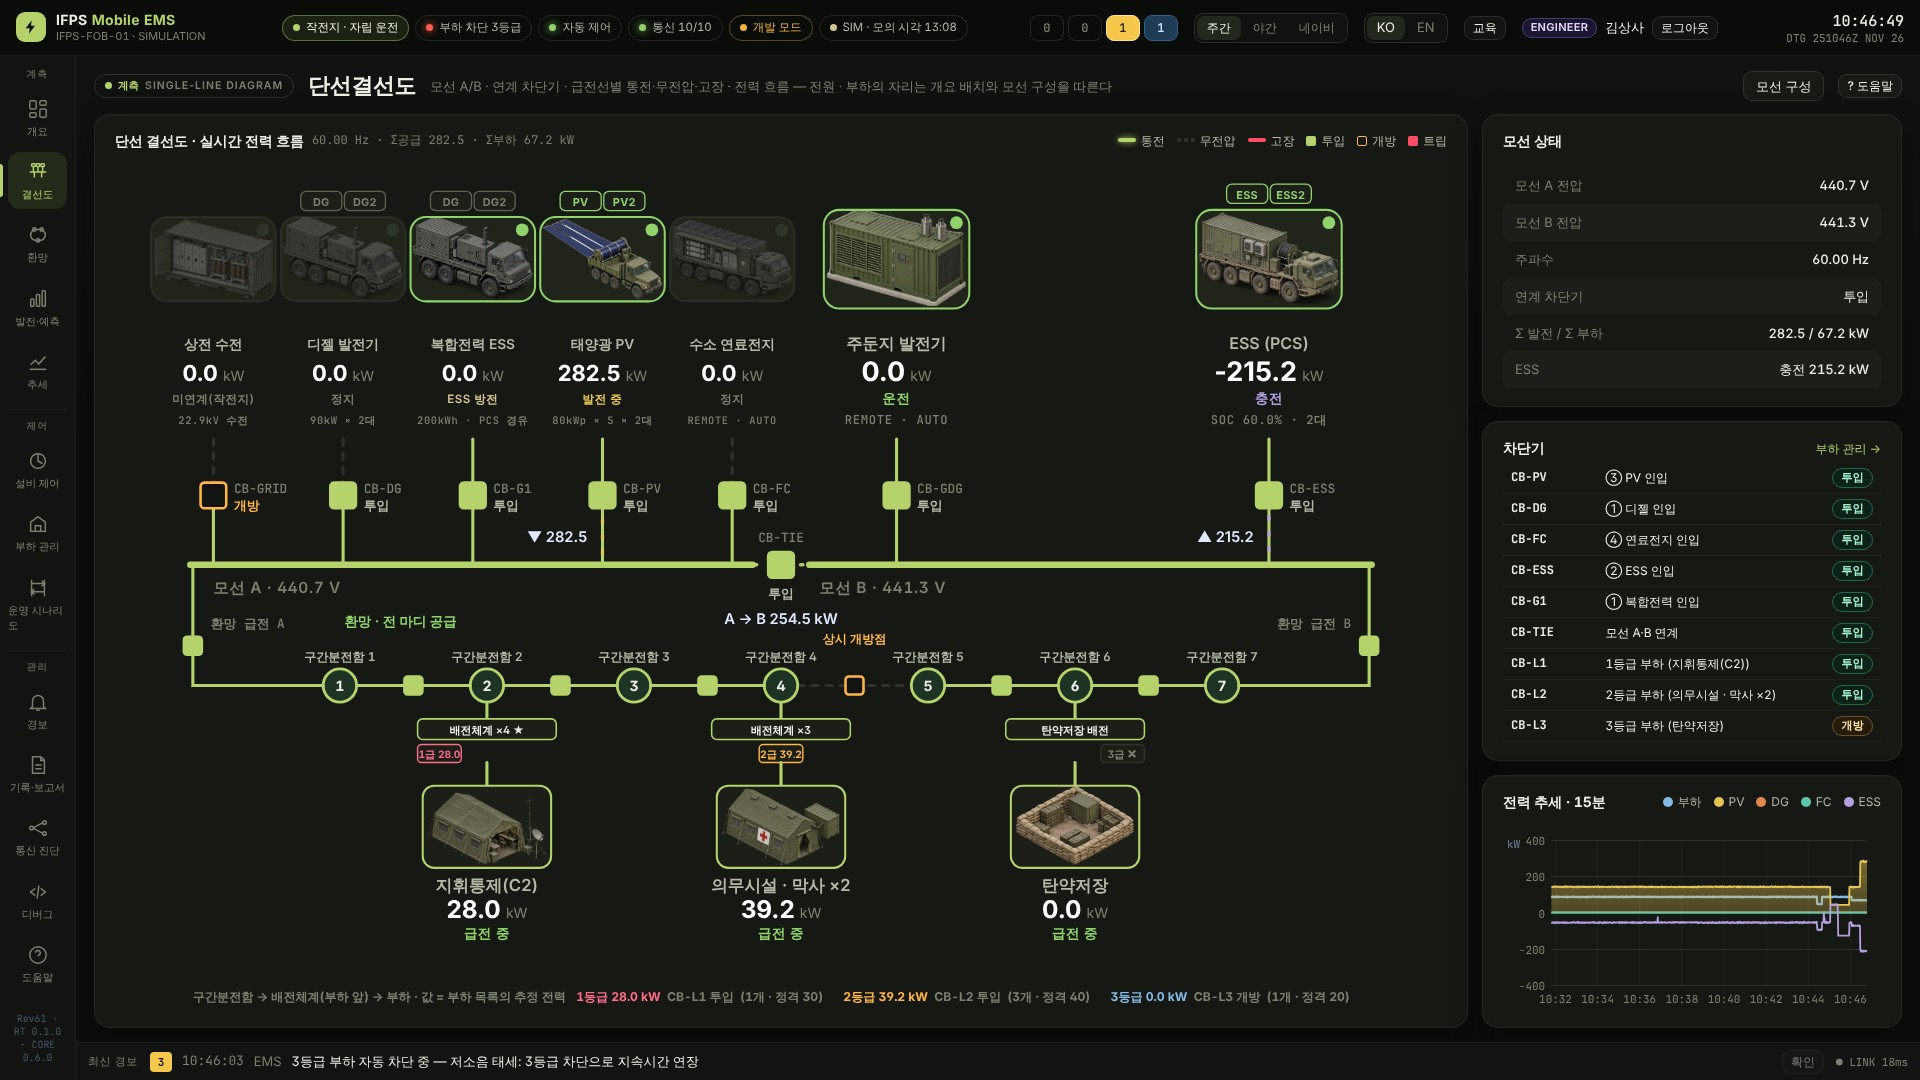 IFPS Mobile EMS
IFPS-FOB-01 · SIMULATION
작전지 · 자립 운전
부하 차단 3등급
자동 제어
통신 10/10
개발 모드
SIM · 모의 시각 13:08
0 0 1 1
주간 야간 네이비
KO EN
교육
ENGINEER 김상사 로그아웃
10:46:49
DTG 251046Z NOV 26
계측
개요
결선도
환망
발전·예측
추세
제어
설비 제어
부하 관리
운영 시나리
오
관리
경보
기록·보고서
통신 진단
디버그
도움말
Rev61 ·
RT 0.1.0
· CORE
0.6.0
계측 SINGLE-LINE DIAGRAM
단선결선도
모선 A/B · 연계 차단기 · 급전선별 통전·무전압·고장 · 전력 흐름 — 전원 · 부하의 자리는 개요 배치와 모선 구성을 따른다
모선 구성
? 도움말
단선 결선도 · 실시간 전력 흐름 60.00 Hz · Σ공급 282.5 · Σ부하 67.2 kW
통전 무전압 고장 투입 개방 트립
DG DG2 DG DG2 PV PV2 ESS ESS2
상전 수전 디젤 발전기 복합전력 ESS 태양광 PV 수소 연료전지 주둔지 발전기 ESS (PCS)
0.0 kW 0.0 kW 0.0 kW 282.5 kW 0.0 kW 0.0 kW -215.2 kW
미연계(작전지) 정지 ESS 방전 발전 중 정지 운전 충전
22.9kV 수전 90kW × 2대 200kWh · PCS 경유 80kWp × 5 × 2대 REMOTE · AUTO REMOTE · AUTO SOC 60.0% · 2대
CB-GRID CB-DG CB-G1 CB-PV CB-FC CB-GDG CB-ESS
개방 투입 투입 투입 투입 투입 투입
▼ 282.5 CB-TIE ▲ 215.2
모선 A · 440.7 V 투입 모선 B · 441.3 V
환망 급전 A 환망 · 전 마디 공급 A → B 254.5 kW 환망 급전 B
상시 개방점
구간분전함 1 구간분전함 2 구간분전함 3 구간분전함 4 구간분전함 5 구간분전함 6 구간분전함 7
1 2 3 4 5 6 7
배전체계 ×4 ★ 배전체계 ×3 탄약저장 배전
1급 28.0 2급 39.2 3급 ✕
지휘통제(C2) 의무시설 · 막사 ×2 탄약저장
28.0 kW 39.2 kW 0.0 kW
급전 중 급전 중 급전 중
구간분전함 → 배전체계(부하 앞) → 부하 · 값 = 부하 목록의 추정 전력 1등급 28.0 kW CB-L1 투입 (1개 · 정격 30) 2등급 39.2 kW CB-L2 투입 (3개 · 정격 40) 3등급 0.0 kW CB-L3 개방 (1개 · 정격 20)
모선 상태
모선 A 전압 440.7 V
모선 B 전압 441.3 V
주파수 60.00 Hz
연계 차단기 투입
Σ 발전 / Σ 부하 282.5 / 67.2 kW
ESS 충전 215.2 kW
차단기 부하 관리 →
CB-PV ③ PV 인입 투입
CB-DG ① 디젤 인입 투입
CB-FC ④ 연료전지 인입 투입
CB-ESS ② ESS 인입 투입
CB-G1 ① 복합전력 인입 투입
CB-TIE 모선 A·B 연계 투입
CB-L1 1등급 부하 (지휘통제(C2)) 투입
CB-L2 2등급 부하 (의무시설 · 막사 ×2) 투입
CB-L3 3등급 부하 (탄약저장) 개방
전력 추세 · 15분 부하 PV DG FC ESS
kW 400
200
0
-200
-400
10:32 10:34 10:36 10:38 10:40 10:42 10:44 10:46
최신 경보 3 10:46:03 EMS 3등급 부하 자동 차단 중 — 저소음 태세: 3등급 차단으로 지속시간 연장
확인 LINK 18ms